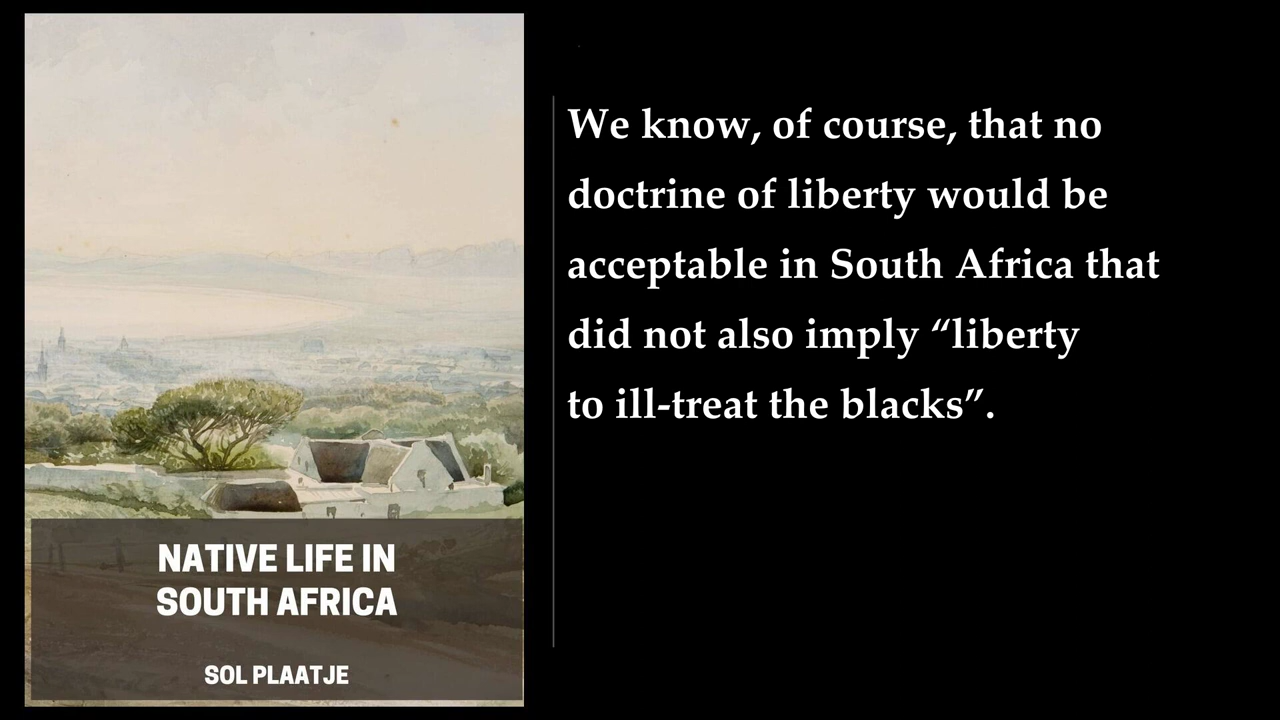 NATIVE LIFE IN
SOUTH AFRICA
SOL PLAATJE
We know, of course, that no
doctrine of liberty would be
acceptable in South Africa that
did not also imply “liberty
to ill-treat the blacks”.